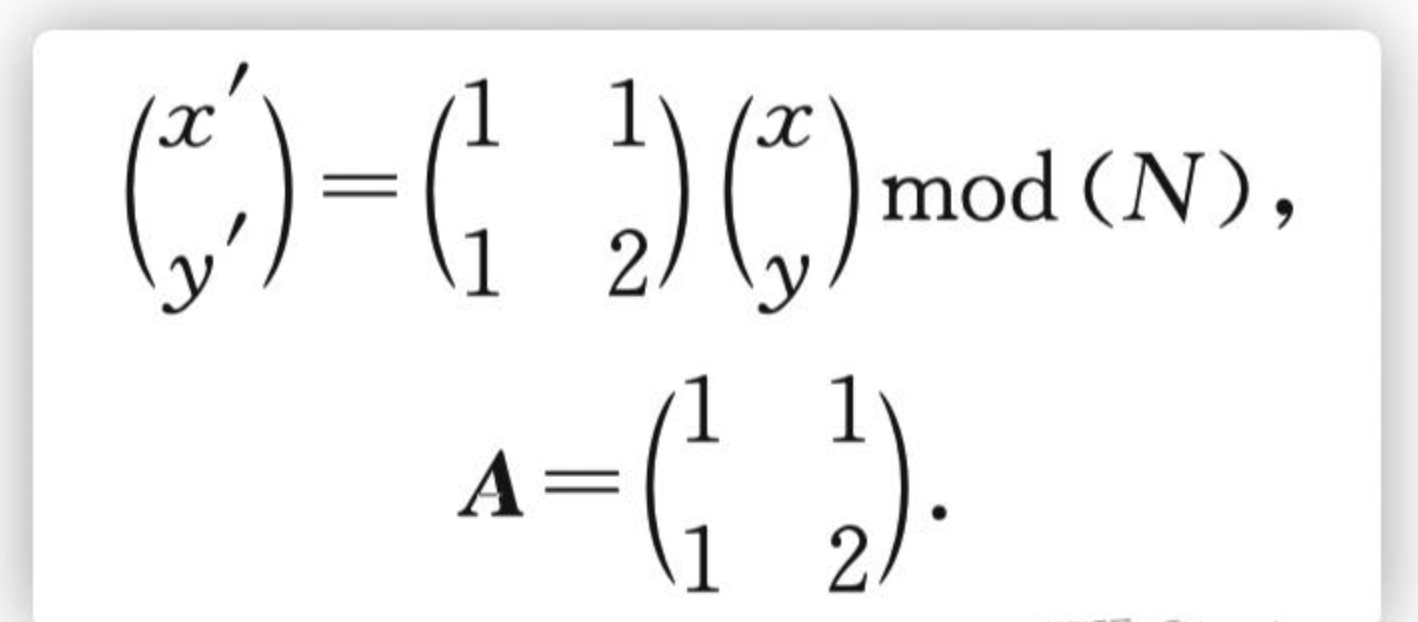 (x′ y′) = (1 1 1 2) (x y) mod (N),
A = (1 1 1 2).